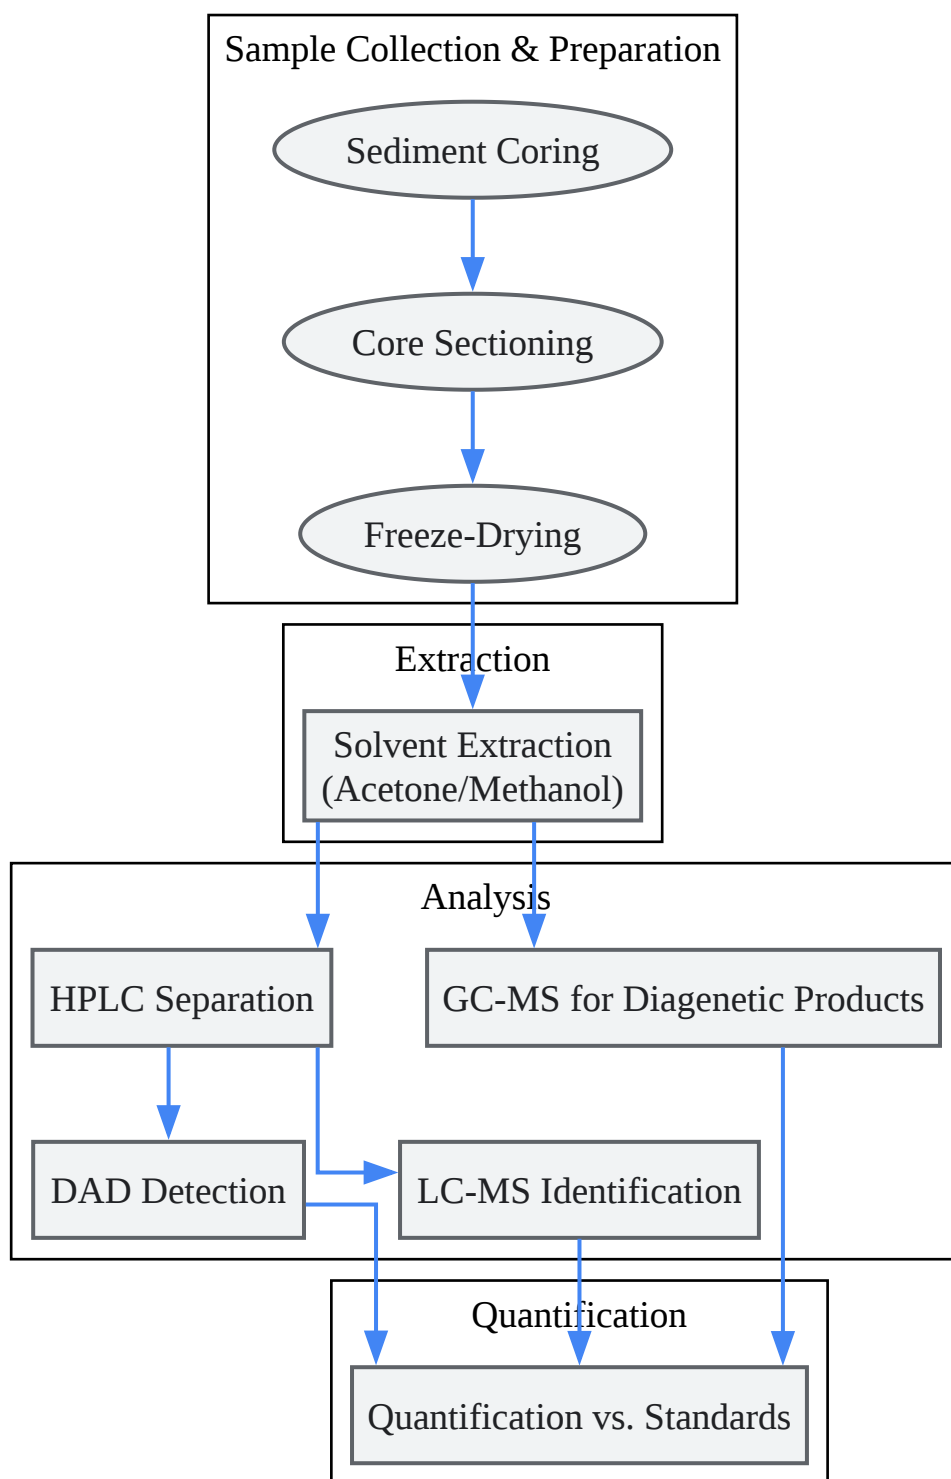 Sample Collection & Preparation
Sediment Coring
Core Sectioning
Freeze-Drying
Extraction
Solvent Extraction
(Acetone/Methanol)
Analysis
HPLC Separation
GC-MS for Diagenetic Products
DAD Detection
LC-MS Identification
Quantification
Quantification vs. Standards